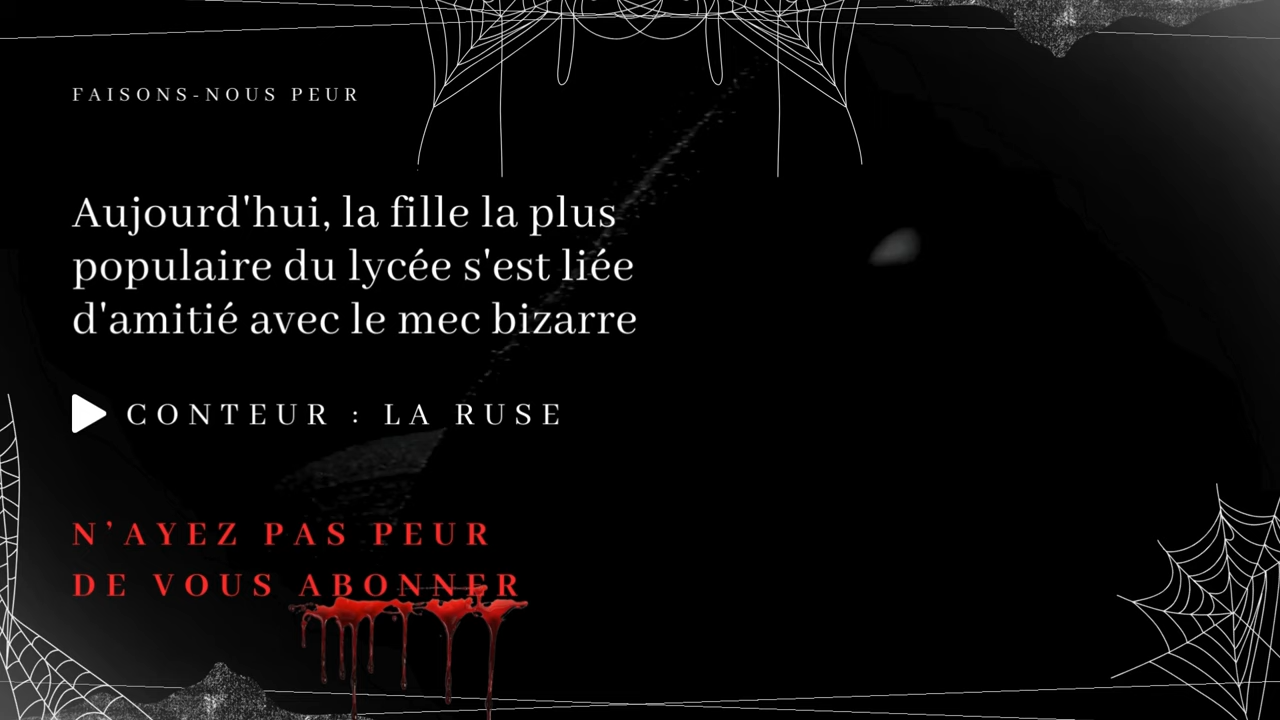 FAISONS-NOUS PEUR
Aujourd'hui, la fille la plus
populaire du lycée s'est liée
d'amitié avec le mec bizarre
CONTEUR : LA RUSE
N'AYEZ PAS PEUR
DE VOUS ABONNER